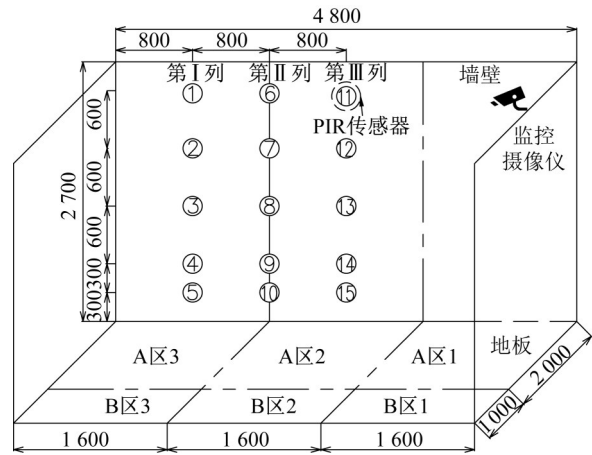 4 800
800 800 800
第Ⅰ列 第Ⅱ列 第Ⅲ列 墙壁
① ⑥ ⑪
PIR传感器
监控
摄像仪
600
② ⑦ ⑫
600
2 700
③ ⑧ ⑬
600
④ ⑨ ⑭
300
⑤ ⑩ ⑮
300
A区3 A区2 A区1 地板
2 000
B区3 B区2 B区1 1000
1 600 1 600 1 600